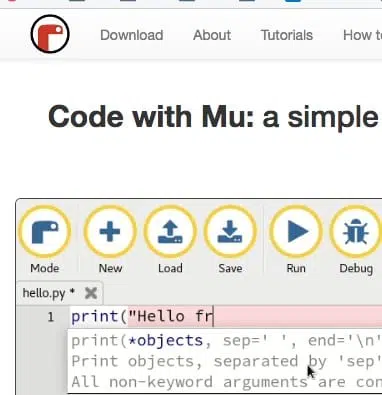 Download About Tutorials How to
Code with Mu: a simple
Mode New Load Save Run Debug
hello.py *
1 print("Hello fr
print(*objects, sep=' ', end='\n'
Print objects, separated by 'sep'
All non-keyword arguments are con